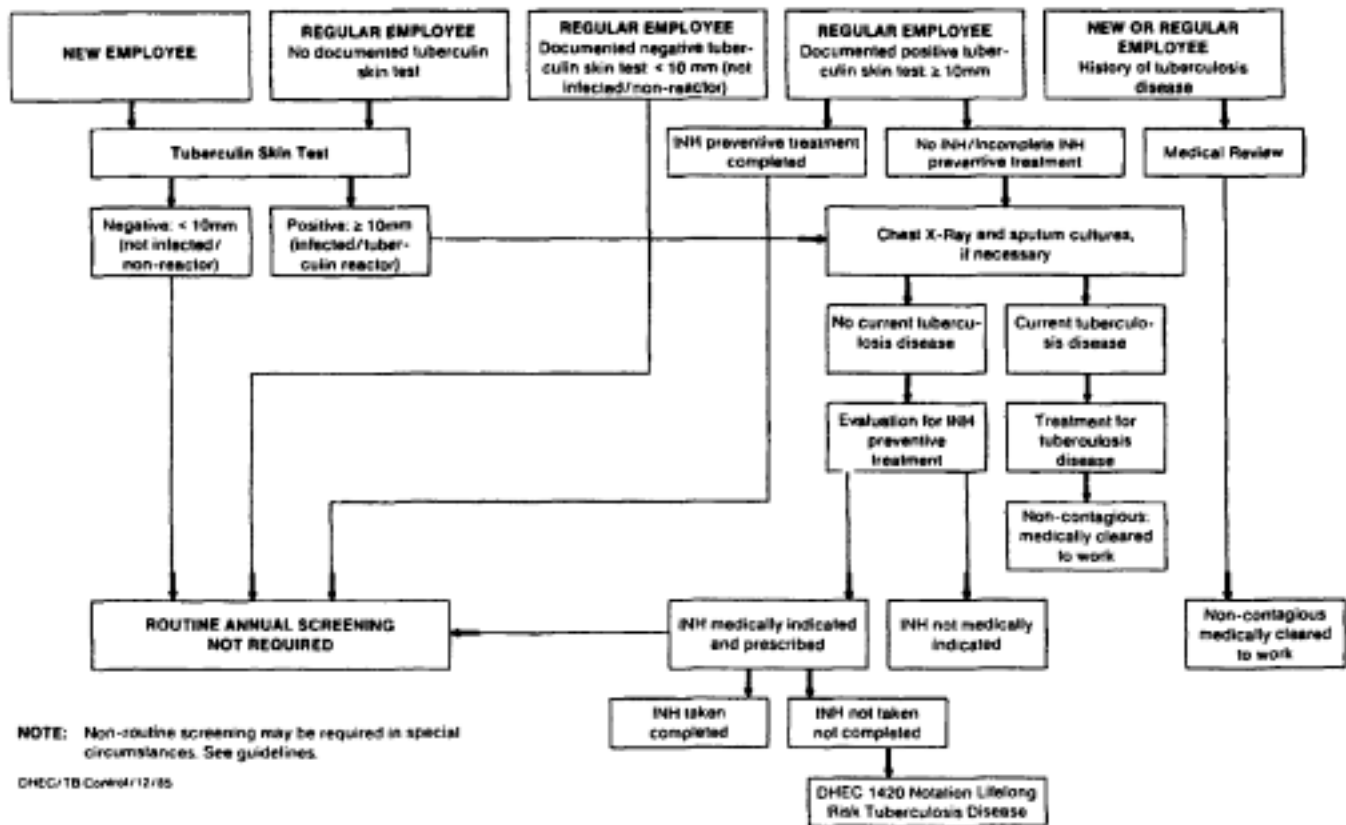 NEW EMPLOYEE
REGULAR EMPLOYEE
No documented tuberculin
skin test
REGULAR EMPLOYEE
Documented negative tuber-
culin skin test < 10 mm (not
infected/non-reactor)
REGULAR EMPLOYEE
Documented positive tuber-
culin skin test ≥ 10mm
NEW OR REGULAR
EMPLOYEE
History of tuberculosis
disease
Tuberculin Skin Test
INH preventive treatment
completed
No INH/Incomplete INH
preventive treatment
Medical Review
Negative: < 10mm
(not infected/
non-reactor)
Positive: ≥ 10mm
(infected/tuber-
culin reactor)
Chest X-Ray and sputum cultures,
if necessary
No current tubercu-
losis disease
Current tuberculo-
sis disease
Evaluation for INH
preventive
treatment
Treatment for
tuberculosis
disease
Non-contagious:
medically cleared
to work
ROUTINE ANNUAL SCREENING
NOT REQUIRED
INH medically indicated
and prescribed
INH not medically
indicated
Non-contagious
medically cleared
to work
INH taken
completed
INH not taken
not completed
DHEC 1420 Notation Lifelong
Risk Tuberculosis Disease
NOTE: Non-routine screening may be required in special
circumstances. See guidelines.
DHEC/TB Control/12/85